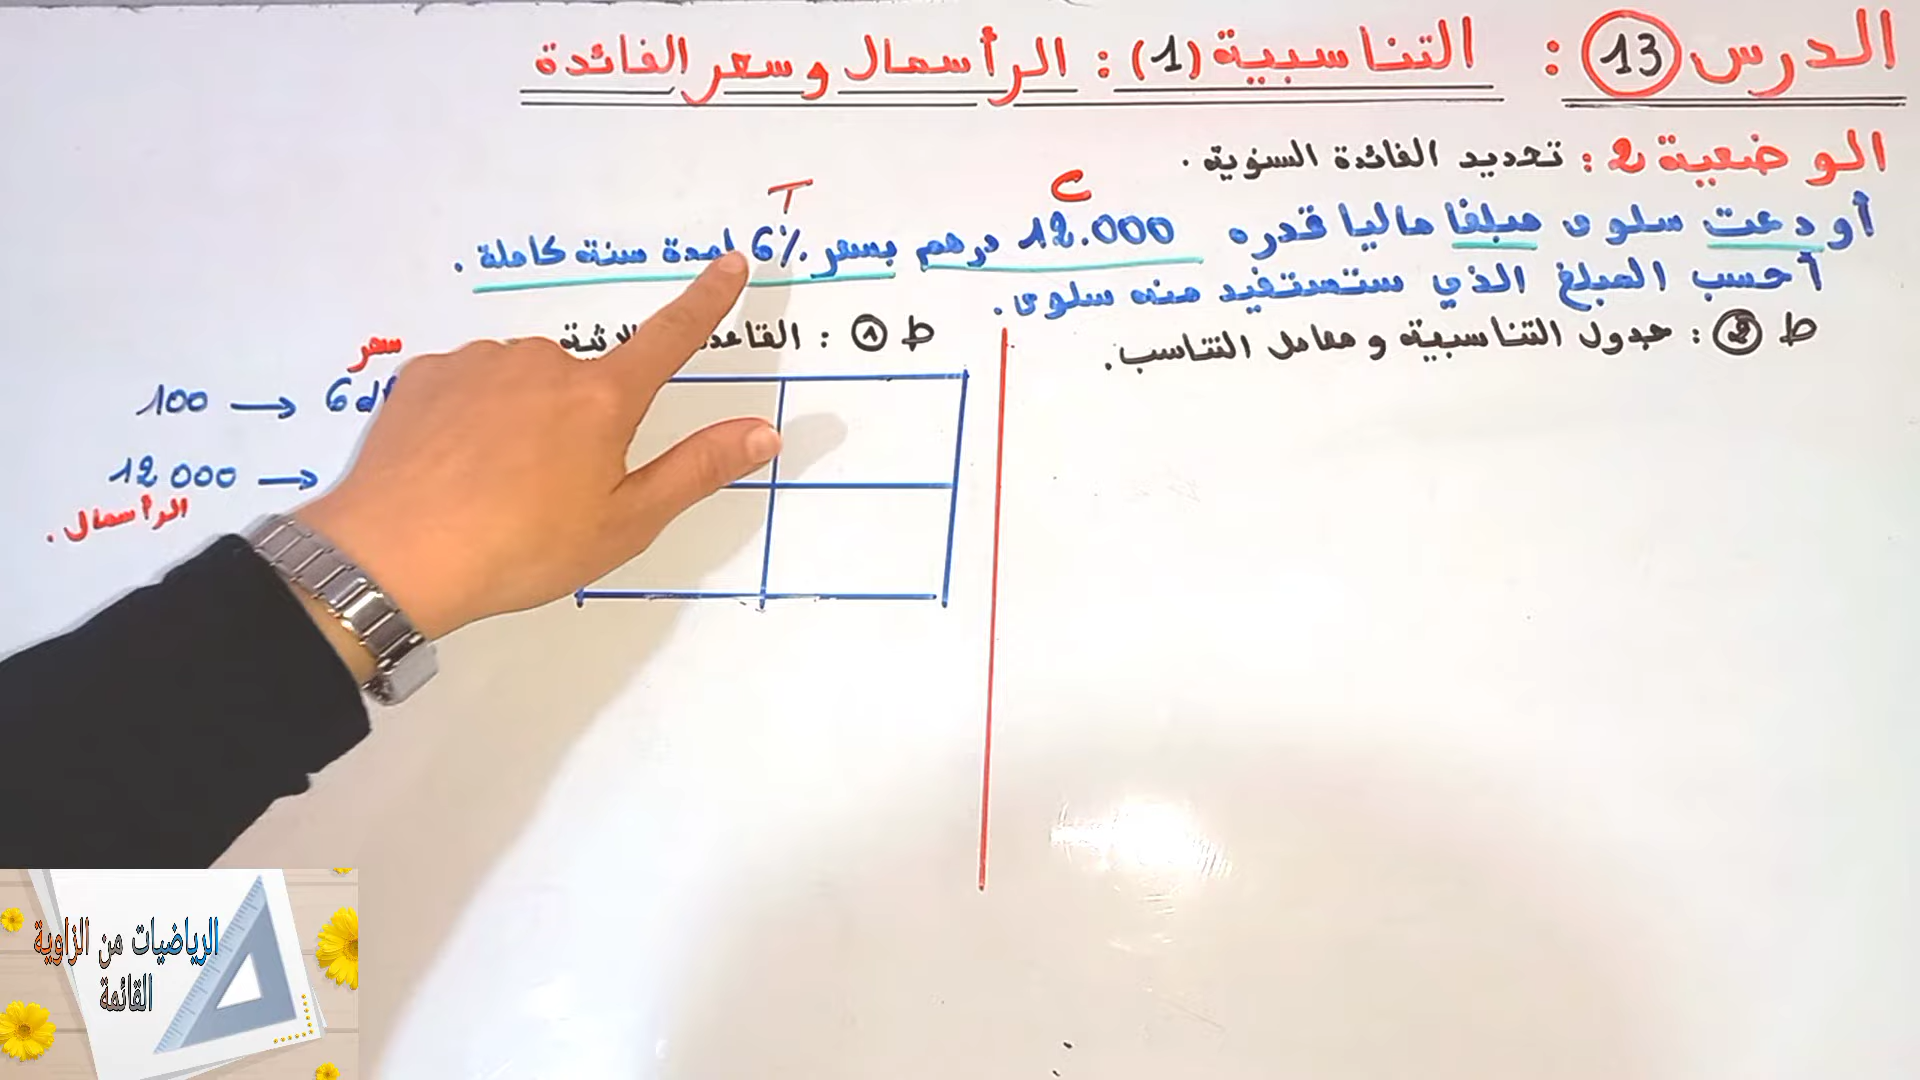 الدرس 13 : التناسبية (1) : الرأسمال وسعر الفائدة
الوضعية 2 : تحديد الفائدة السنوية .
T C
أودعت سلوى مبلغا ماليا قدره 12.000 درهم بسعر 6% لمدة سنة كاملة .
أحسب المبلغ الذي ستستفيد منه سلوى .
ط 2 : جدول التناسبية و معامل التناسب .
ط 1 :
سعر
100 → 6
12 000 →
الرأسمال .
الرياضيات من الزاوية
القائمة